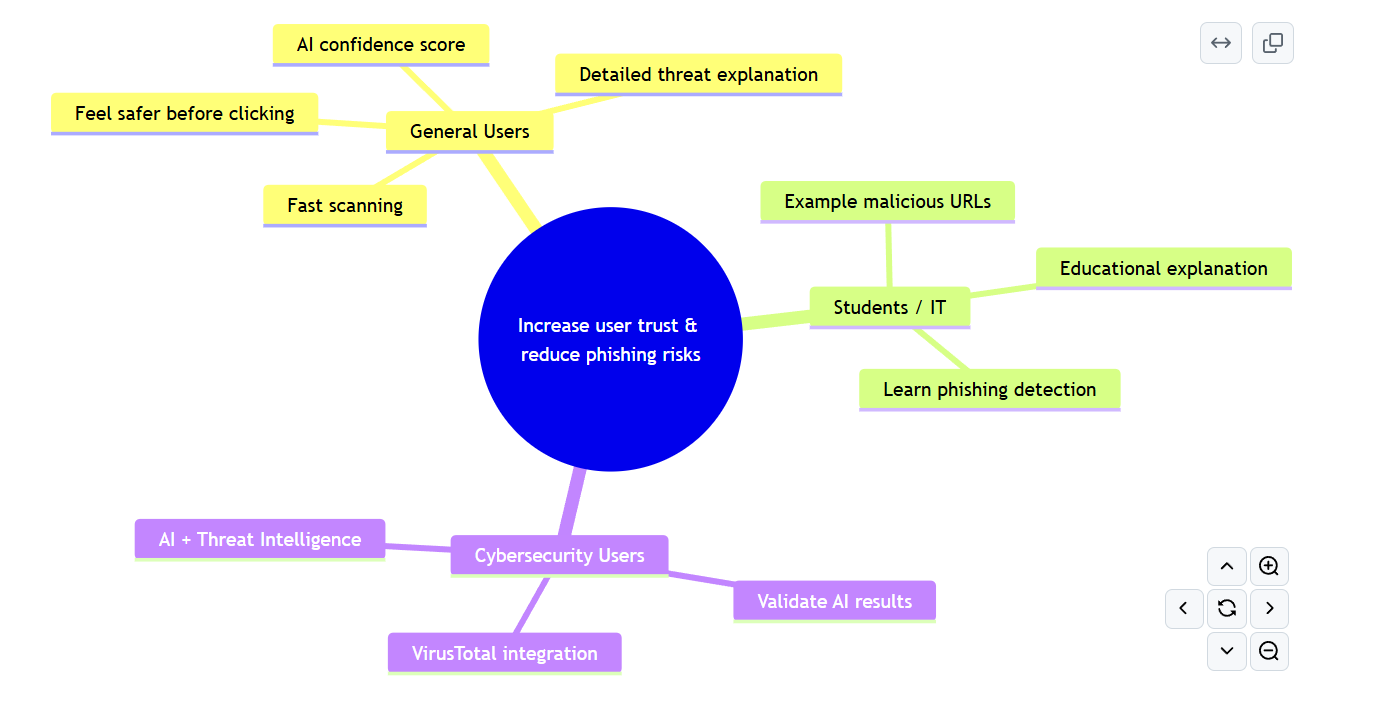 AI confidence score
Detailed threat explanation
Feel safer before clicking
General Users
Fast scanning
Example malicious URLs
Educational explanation
Students / IT
Increase user trust &
reduce phishing risks
Learn phishing detection
AI + Threat Intelligence
Cybersecurity Users
Validate AI results
VirusTotal integration